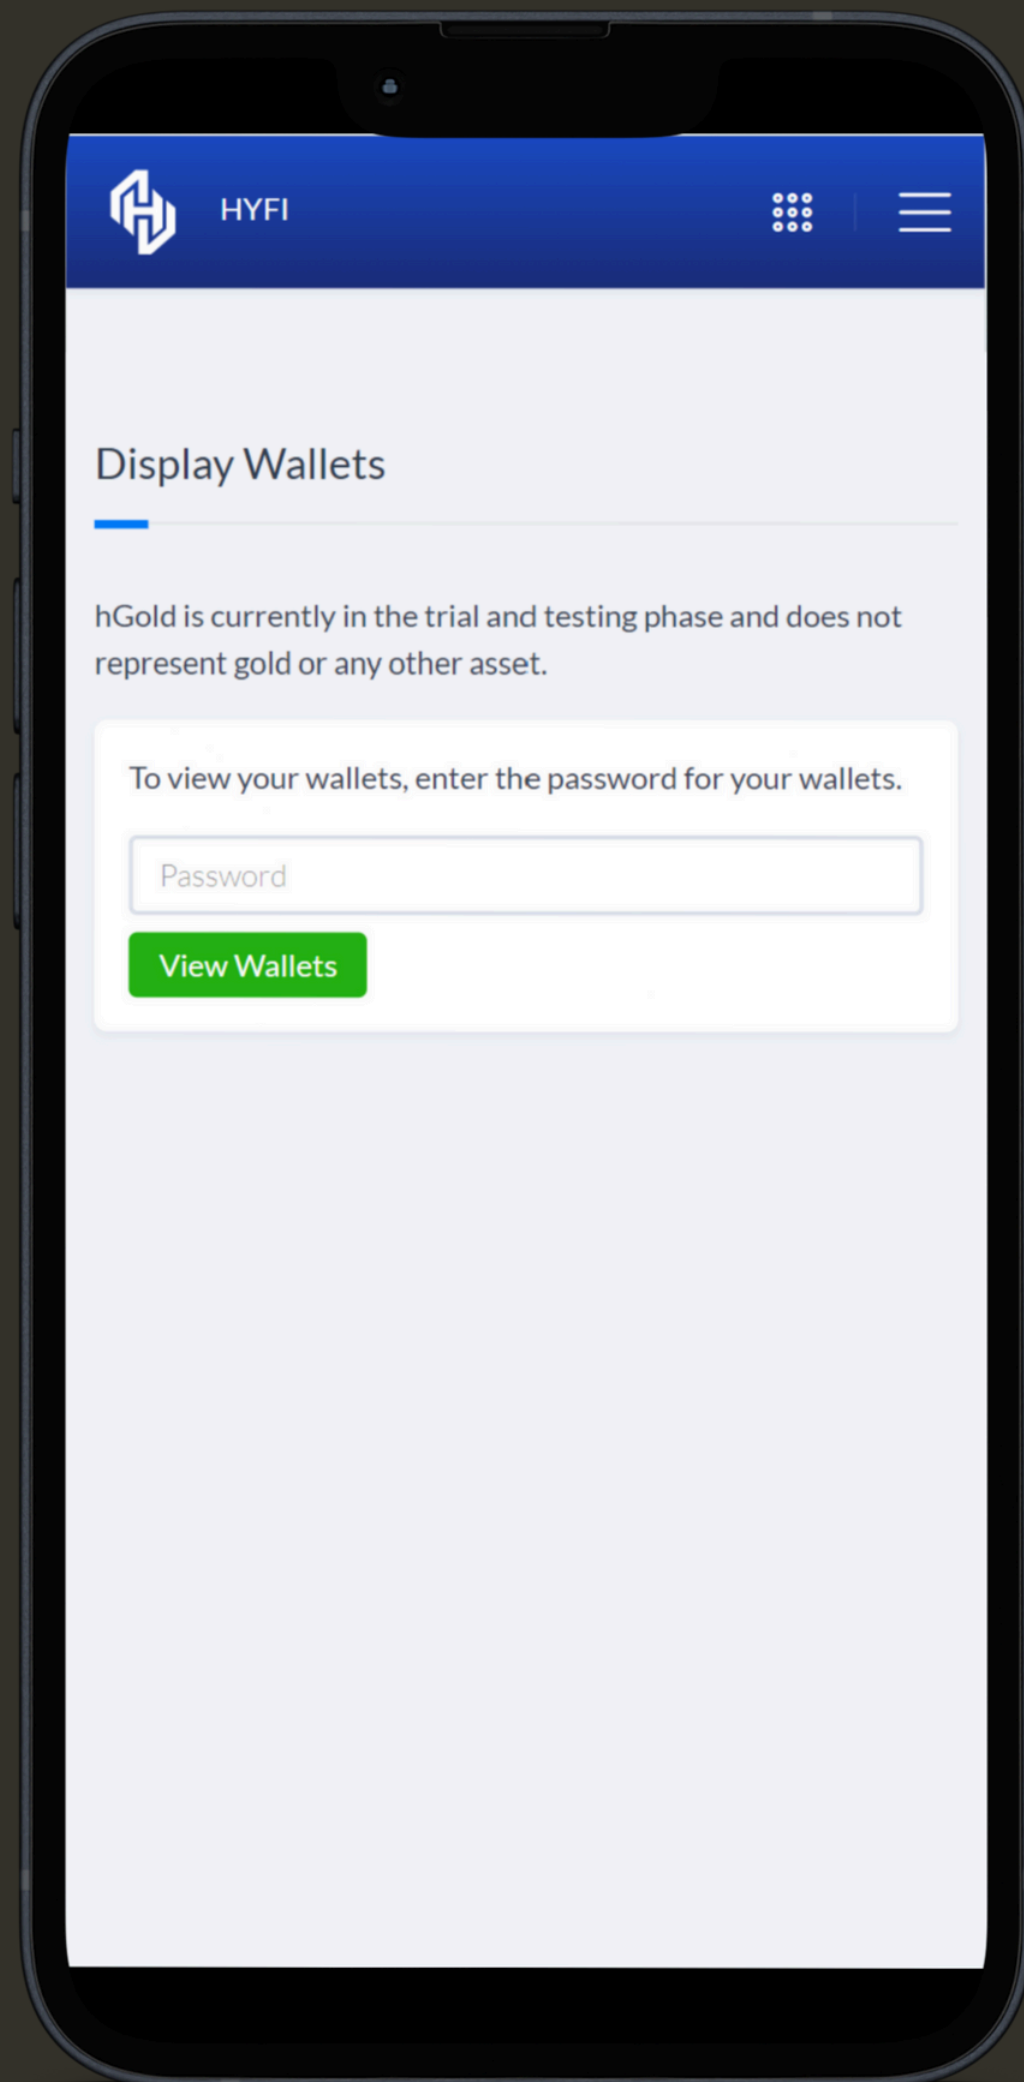 HYFI
Display Wallets
hGold is currently in the trial and testing phase and does not
represent gold or any other asset.
To view your wallets, enter the password for your wallets.
Password
View Wallets